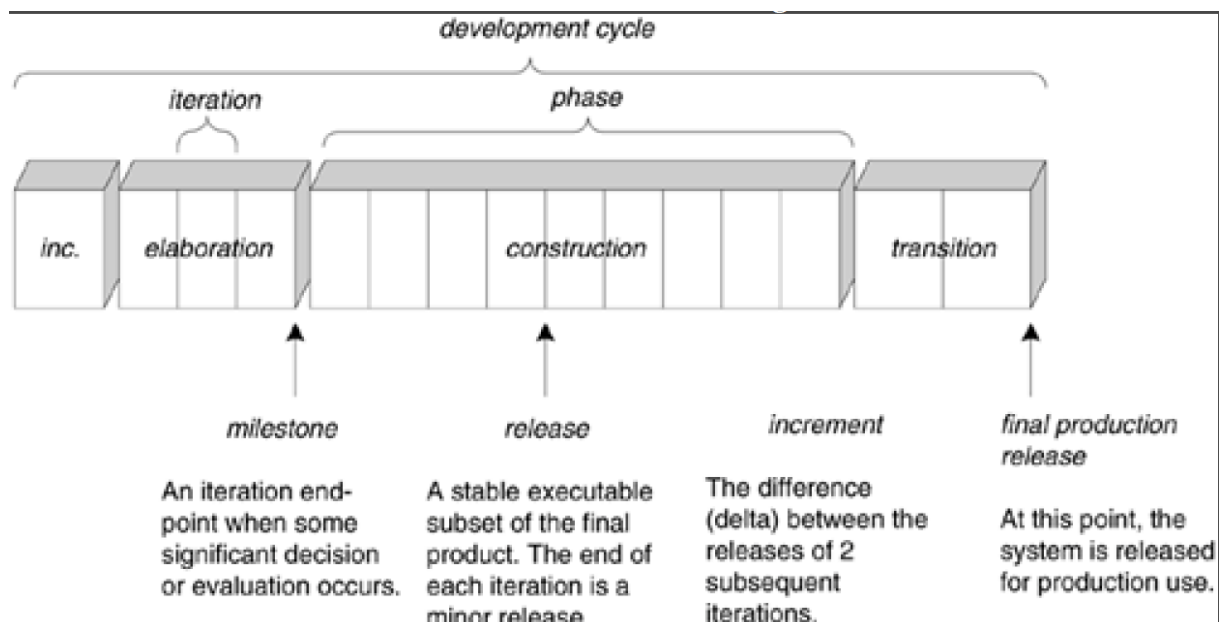 development cycle
iteration
phase
inc.
elaboration
construction
transition
milestone
An iteration end-
point when some
significant decision
or evaluation occurs.
release
A stable executable
subset of the final
product. The end of
each iteration is a
minor release
increment
The difference
(delta) between the
releases of 2
subsequent
iterations.
final production
release
At this point, the
system is released
for production use.